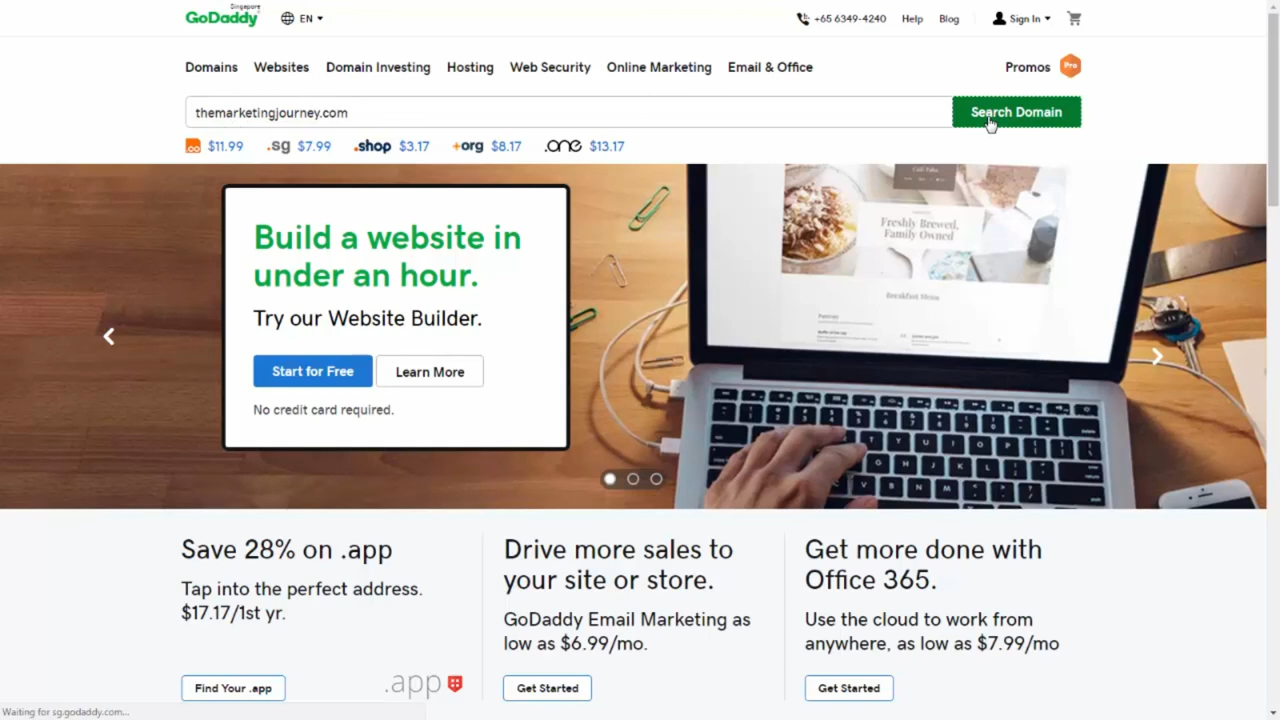 Singapore
GoDaddy
EN
+65 6349-4240
Help
Blog
Sign In
Domains
Websites
Domain Investing
Hosting
Web Security
Online Marketing
Email & Office
Promos
Pro
themarketingjourney.com
Search Domain
$11.99
.sg $7.99
.shop $3.17
org $8.17
.one $13.17
Build a website in
under an hour.
Try our Website Builder.
Start for Free
Learn More
No credit card required.
Freshly Brewed,
Family Owned
Breakfast Menu
Save 28% on .app
Tap into the perfect address.
$17.17/1st yr.
Find Your .app
.app
Drive more sales to
your site or store.
GoDaddy Email Marketing as
low as $6.99/mo.
Get Started
Get more done with
Office 365.
Use the cloud to work from
anywhere, as low as $7.99/mo
Get Started
Waiting for sg.godaddy.com...